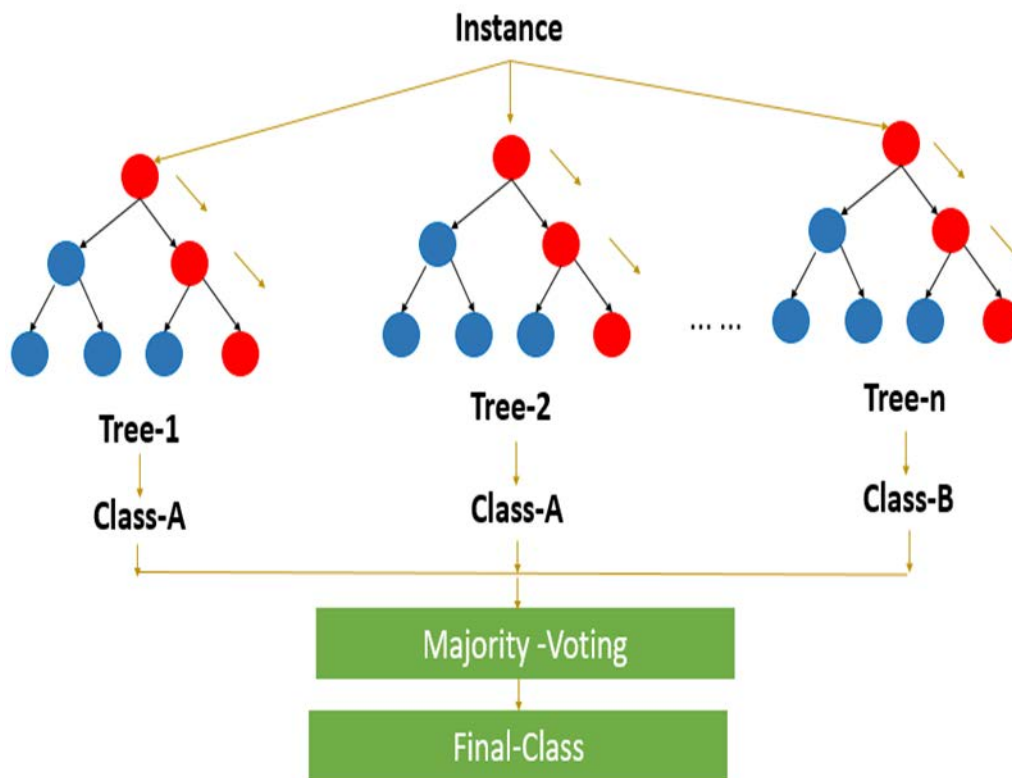 Instance
... ...
Tree-1
Tree-2
Tree-n
Class-A
Class-A
Class-B
Majority -Voting
Final-Class